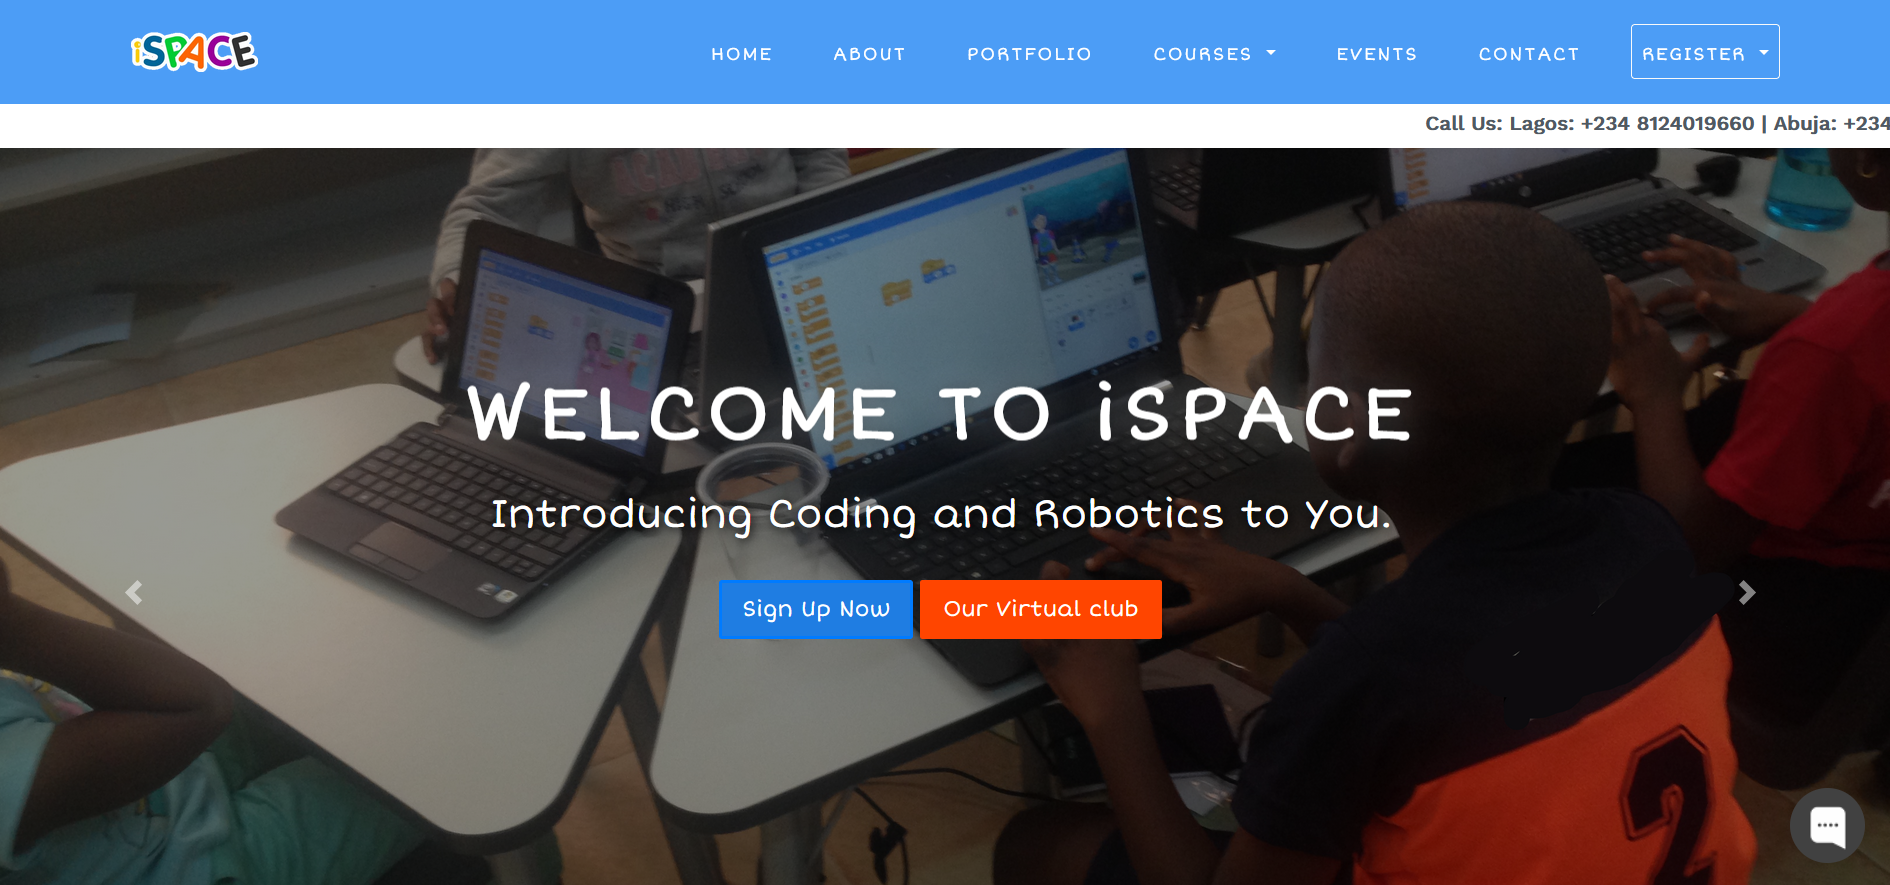 iSPACE
HOME ABOUT PORTFOLIO COURSES EVENTS CONTACT REGISTER
Call Us: Lagos: +234 8124019660 | Abuja: +234
WELCOME TO iSPACE
Introducing Coding and Robotics to You.
Sign Up Now Our Virtual club
2